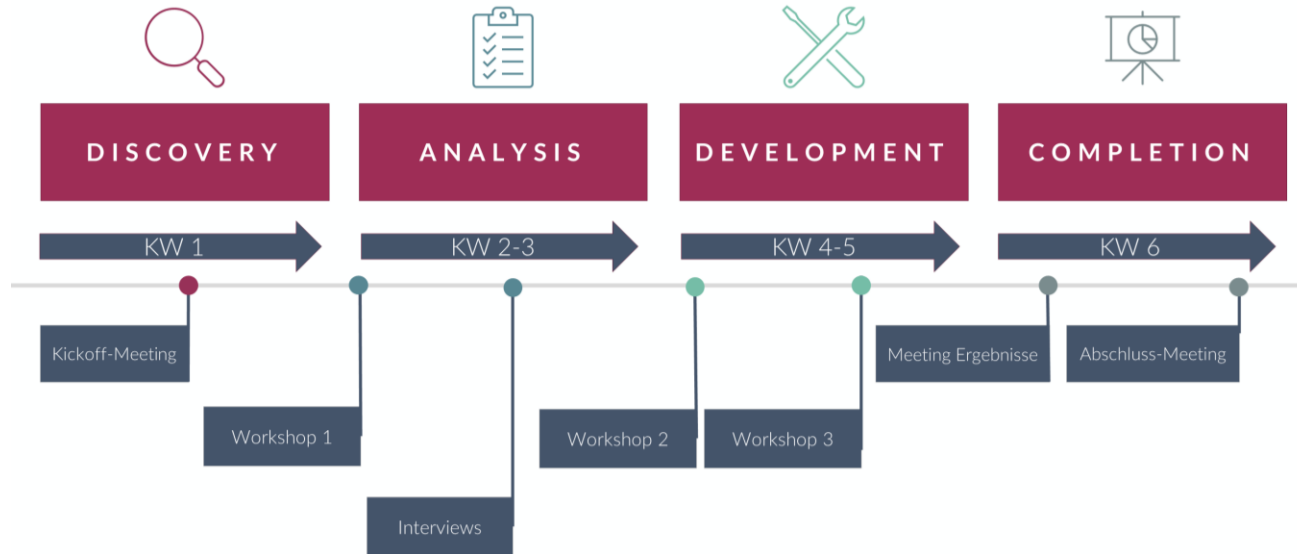 DISCOVERY
ANALYSIS
DEVELOPMENT
COMPLETION
KW 1
KW 2-3
KW 4-5
KW 6
Kickoff-Meeting
Meeting Ergebnisse
Abschluss-Meeting
Workshop 1
Workshop 2
Workshop 3
Interviews